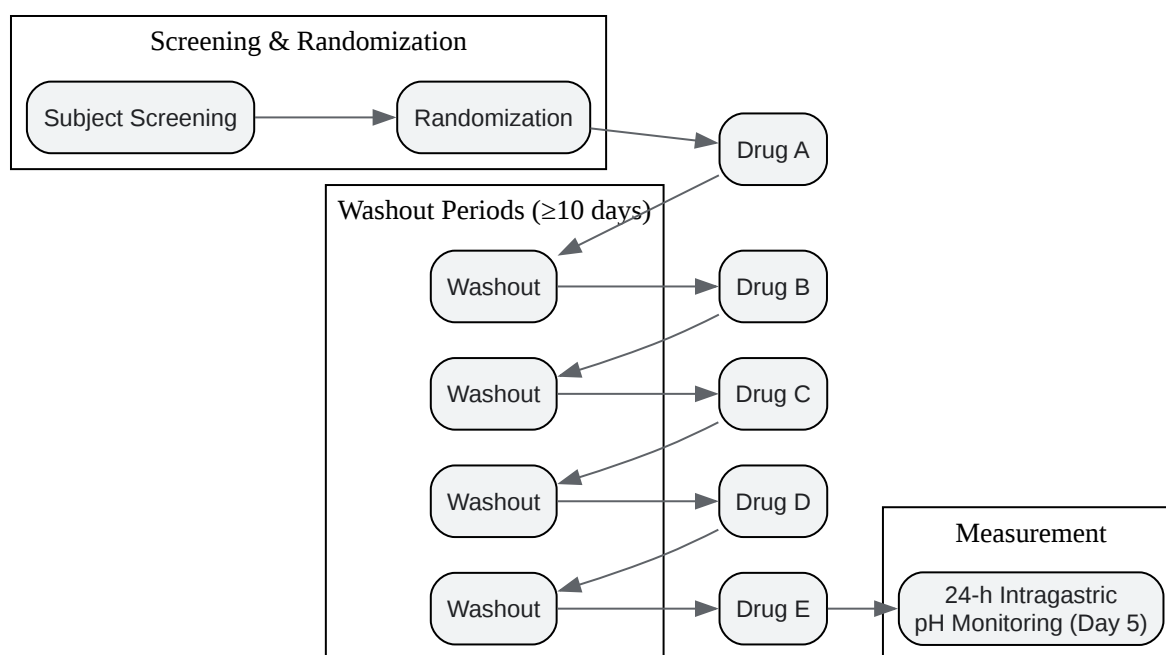 Screening & Randomization
Subject Screening
Randomization
Drug A
Washout Periods (≥10 days)
Washout
Drug B
Washout
Drug C
Washout
Drug D
Measurement
Washout
Drug E
24-h Intragastric
pH Monitoring (Day 5)